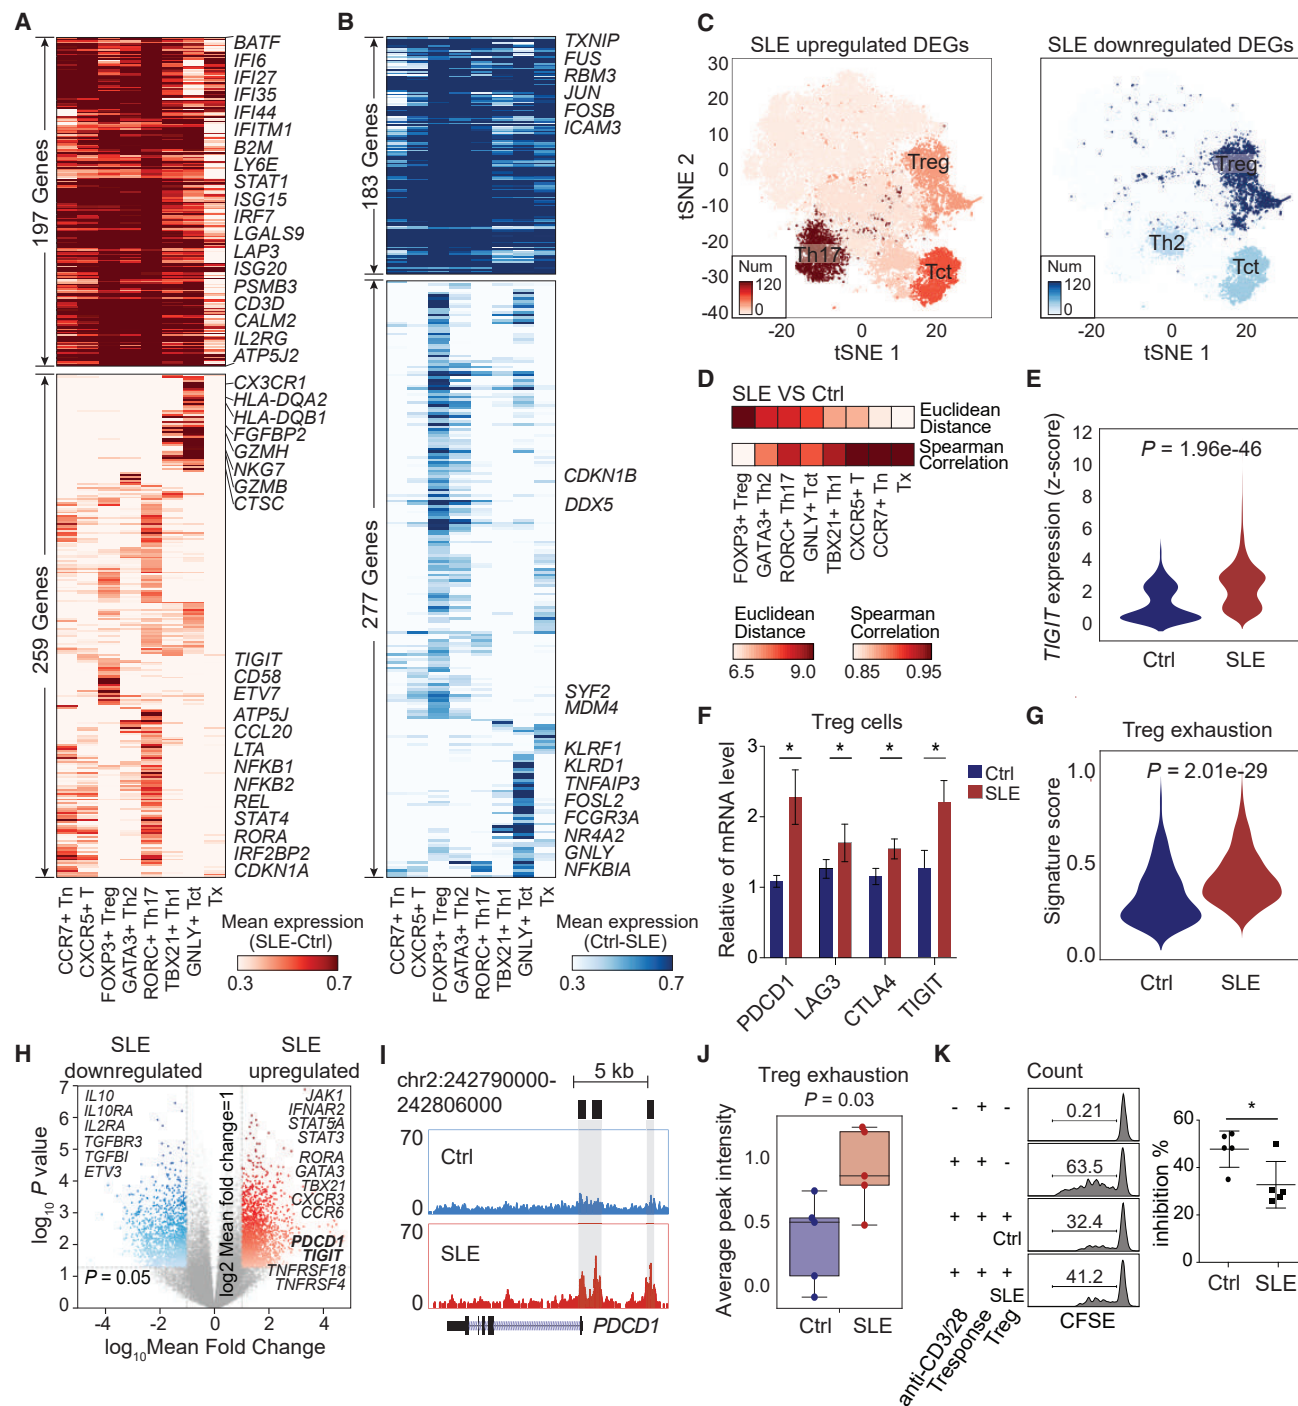 A
197 Genes
BATF
IFI6
IFI27
IFI35
IFI44
IFITM1
B2M
LY6E
STAT1
ISG15
IRF7
LGALS9
LAP3
ISG20
PSMB3
CD3D
CALM2
IL2RG
ATP5J2
259 Genes
CX3CR1
HLA-DQA2
HLA-DQB1
FGFBP2
GZMH
NKG7
GZMB
CTSC
TIGIT
CD58
ETV7
ATP5J
CCL20
LTA
NFKB1
NFKB2
REL
STAT4
RORA
IRF2BP2
CDKN1A
CCR7+ Tn
CXCR5+ T
FOXP3+ Treg
GATA3+ Th2
RORC+ Th17
TBX21+ Th1
GNLY+ Tct
Tx
Mean expression
(SLE-Ctrl)
0.3 0.7
B
183 Genes
TXNIP
FUS
RBM3
JUN
FOSB
ICAM3
277 Genes
CDKN1B
DDX5
SYF2
MDM4
KLRF1
KLRD1
TNFAIP3
FOSL2
FCGR3A
NR4A2
GNLY
NFKBIA
CCR7+ Tn
CXCR5+ T
FOXP3+ Treg
GATA3+ Th2
RORC+ Th17
TBX21+ Th1
GNLY+ Tct
Tx
Mean expression
(Ctrl-SLE)
0.3 0.7
C
SLE upregulated DEGs
tSNE 2
30
20
10
0
-10
-20
-30
-40
Treg
Th17
Tct
Num
120
0
-20 0 20
tSNE 1
SLE downregulated DEGs
Treg
Th2
Tct
Num
120
0
-20 0 20
tSNE 1
D
SLE VS Ctrl
Euclidean
Distance
Spearman
Correlation
FOXP3+ Treg
GATA3+ Th2
RORC+ Th17
GNLY+ Tct
TBX21+ Th1
CXCR5+ T
CCR7+ Tn
Tx
Euclidean
Distance
6.5 9.0
Spearman
Correlation
0.85 0.95
E
TIGIT expression (z-score)
12
10
8
6
4
2
0
P = 1.96e-46
Ctrl SLE
F
Treg cells
Relative of mRNA level
3
2
1
0
* * * *
Ctrl
SLE
PDCD1
LAG3
CTLA4
TIGIT
G
Treg exhaustion
P = 2.01e-29
Signature score
1.0
0.5
0.0
Ctrl SLE
H
SLE
downregulated
SLE
upregulated
log10 P value
7
6
5
4
3
2
1
0
IL10
IL10RA
IL2RA
TGFBR3
TGFBI
ETV3
log2 Mean fold change=1
JAK1
IFNAR2
STAT5A
STAT3
RORA
GATA3
TBX21
CXCR3
CCR6
PDCD1
TIGIT
TNFRSF18
TNFRSF4
P = 0.05
-4 -2 0 2 4
log10Mean Fold Change
I
chr2:242790000-
242806000
5 kb
70
Ctrl
0
70
SLE
0
PDCD1
J
Treg exhaustion
P = 0.03
Average peak intensity
1.0
0.5
0.0
Ctrl SLE
K
Count
- + -
0.21
+ + -
63.5
+ + +
Ctrl
32.4
+ + +
SLE
41.2
CFSE
anti-CD3/28
Tresponse
Treg
inhibition %
60
40
20
0
*
Ctrl SLE